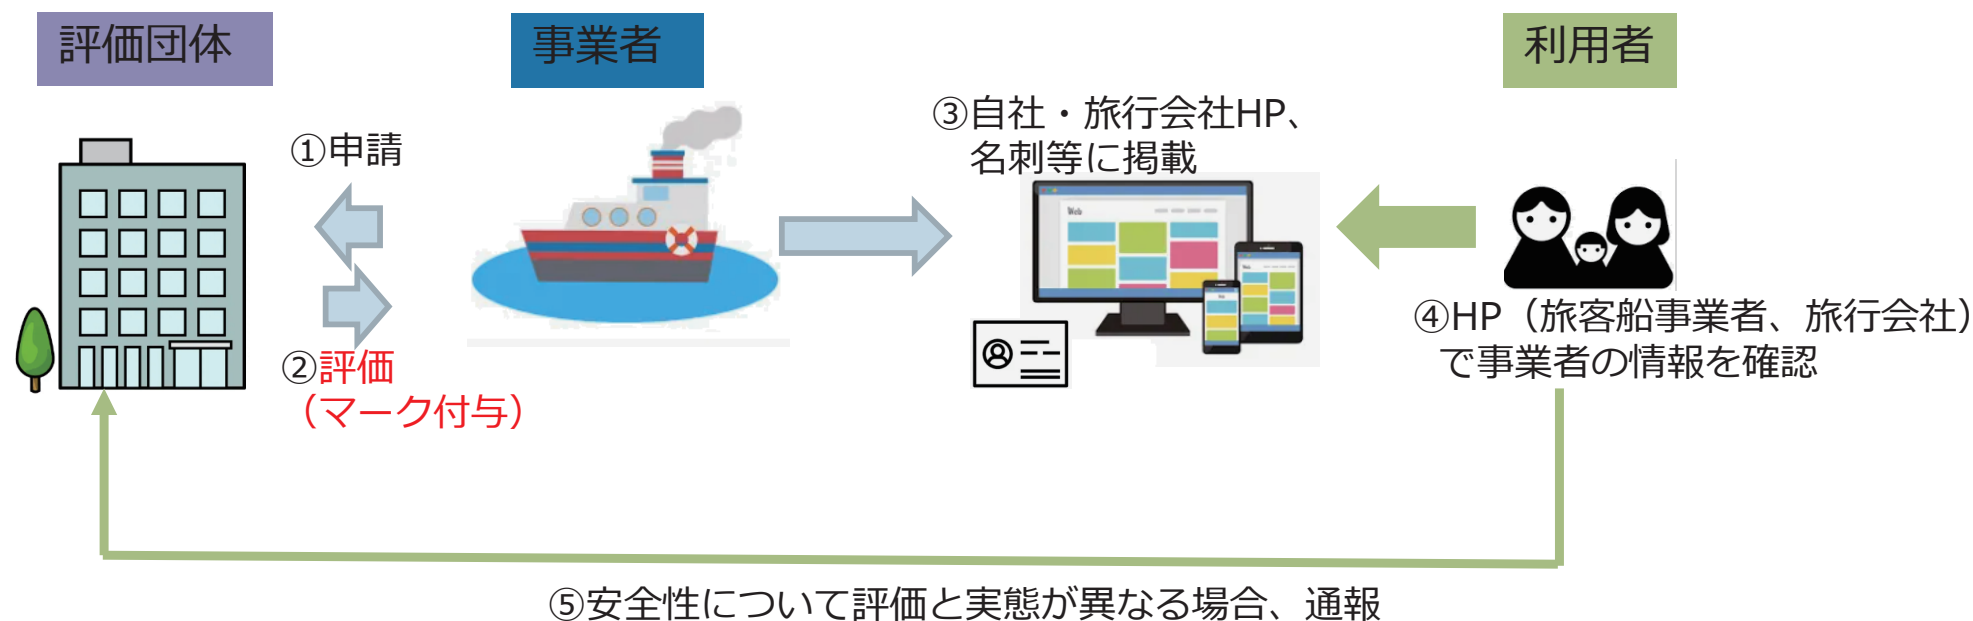 評価団体
事業者
利用者
①申請
②評価
（マーク付与）
③自社・旅行会社HP、
名刺等に掲載
Web
④HP（旅客船事業者、旅行会社）
で事業者の情報を確認
⑤安全性について評価と実態が異なる場合、通報